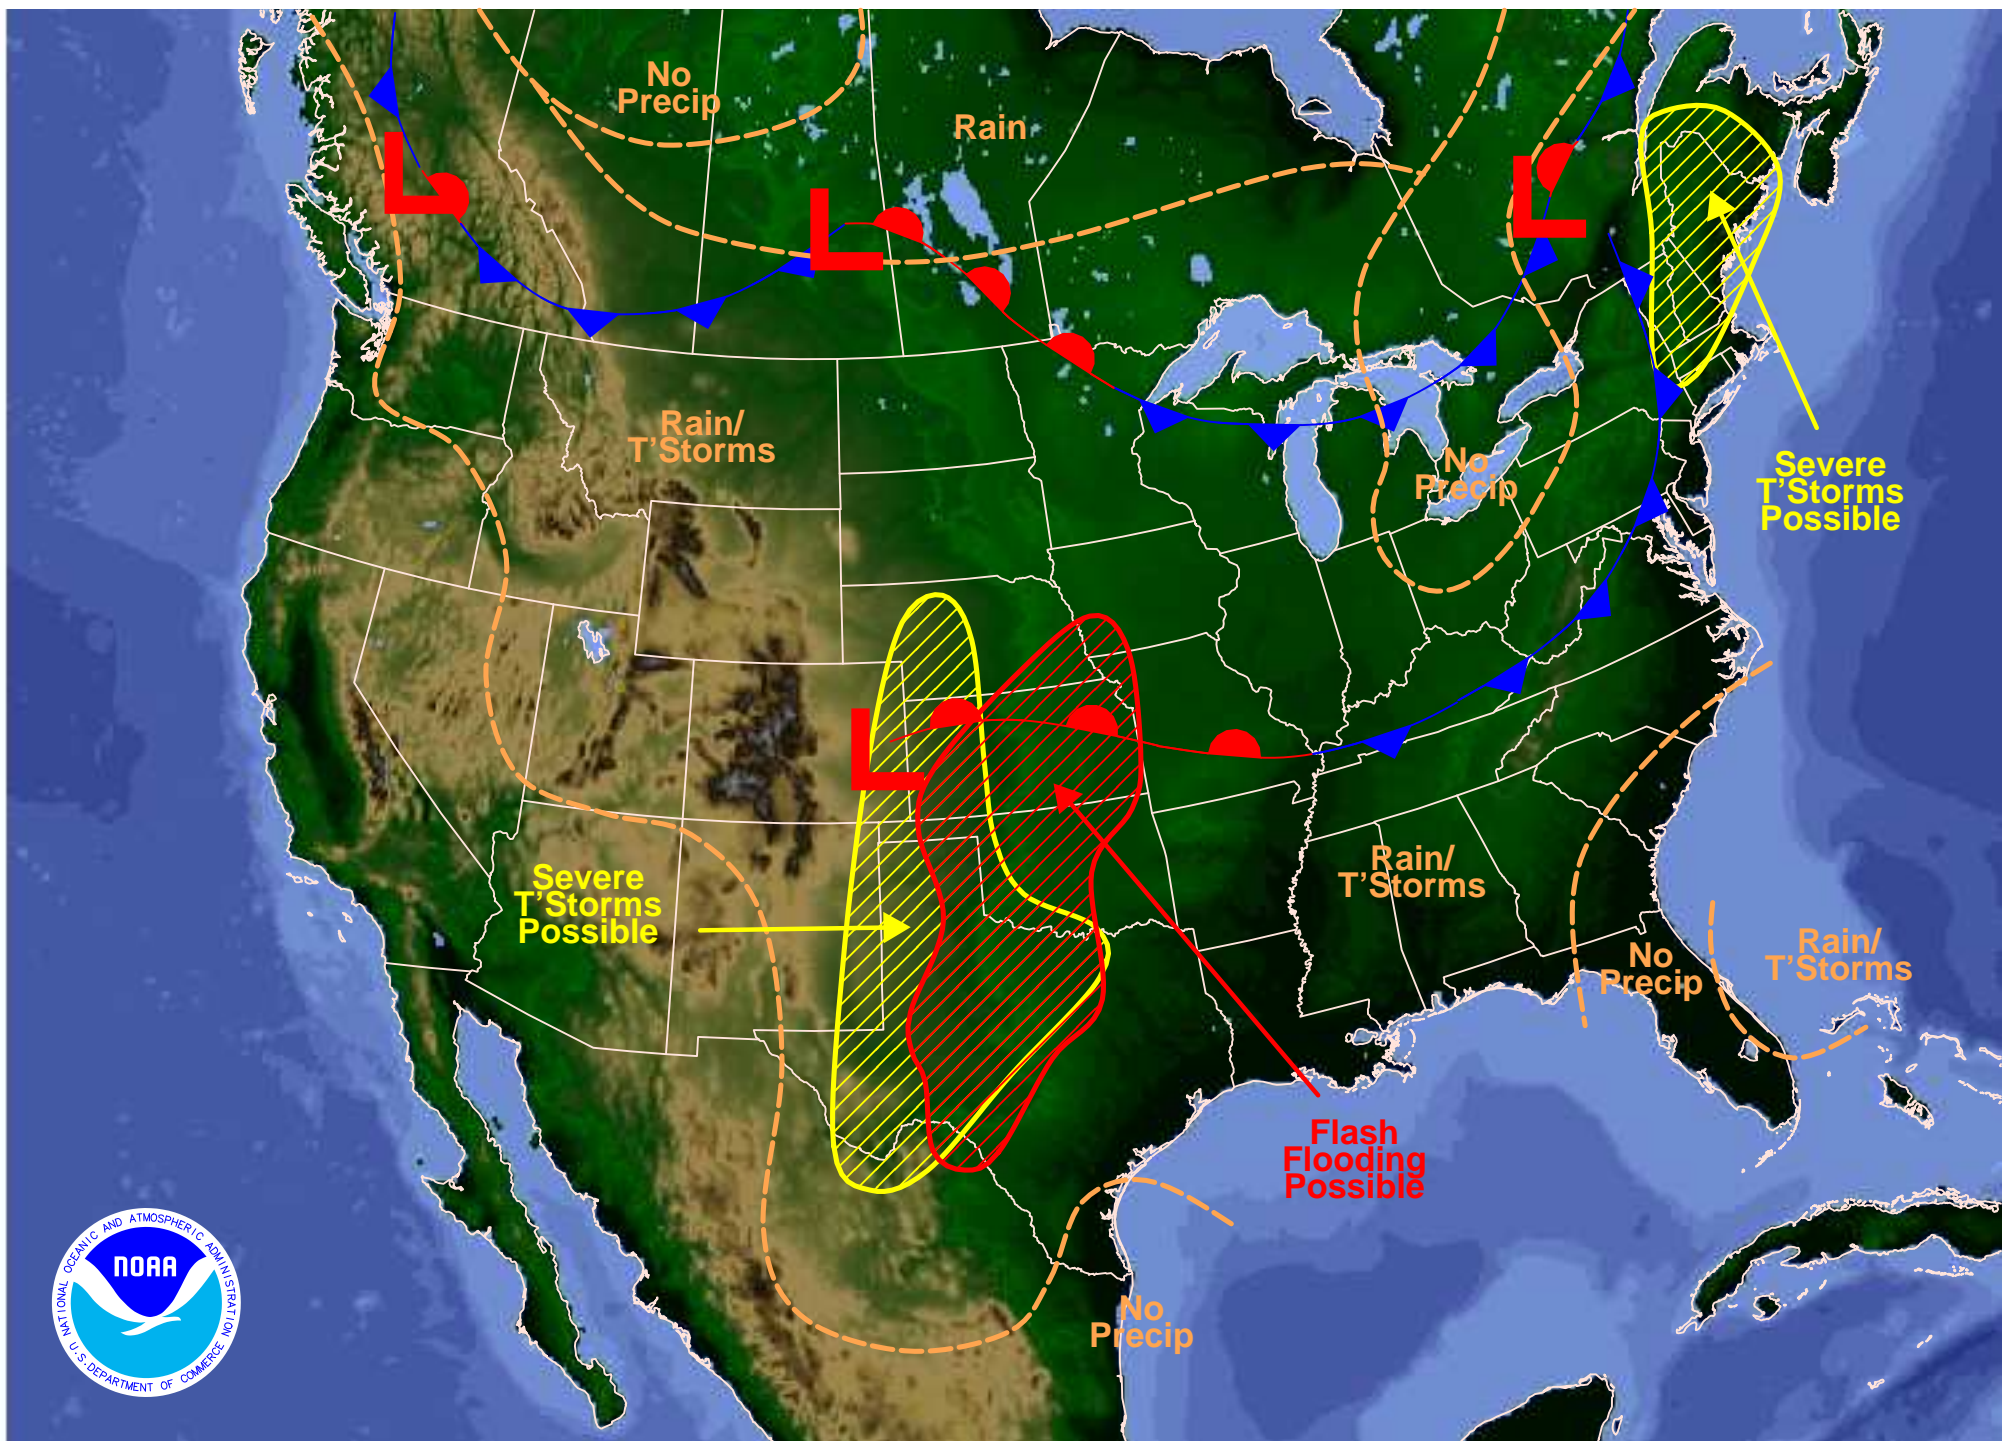 No
Precip
Rain
L
L
L
Rain/
T'Storms
No
Precip
Severe
T'Storms
Possible
L
Severe
T'Storms
Possible
Rain/
T'Storms
No
Precip
Rain/
T'Storms
Flash
Flooding
Possible
No
Precip
NATIONAL OCEANIC AND ATMOSPHERIC ADMINISTRATION
NOAA
U.S. DEPARTMENT OF COMMERCE